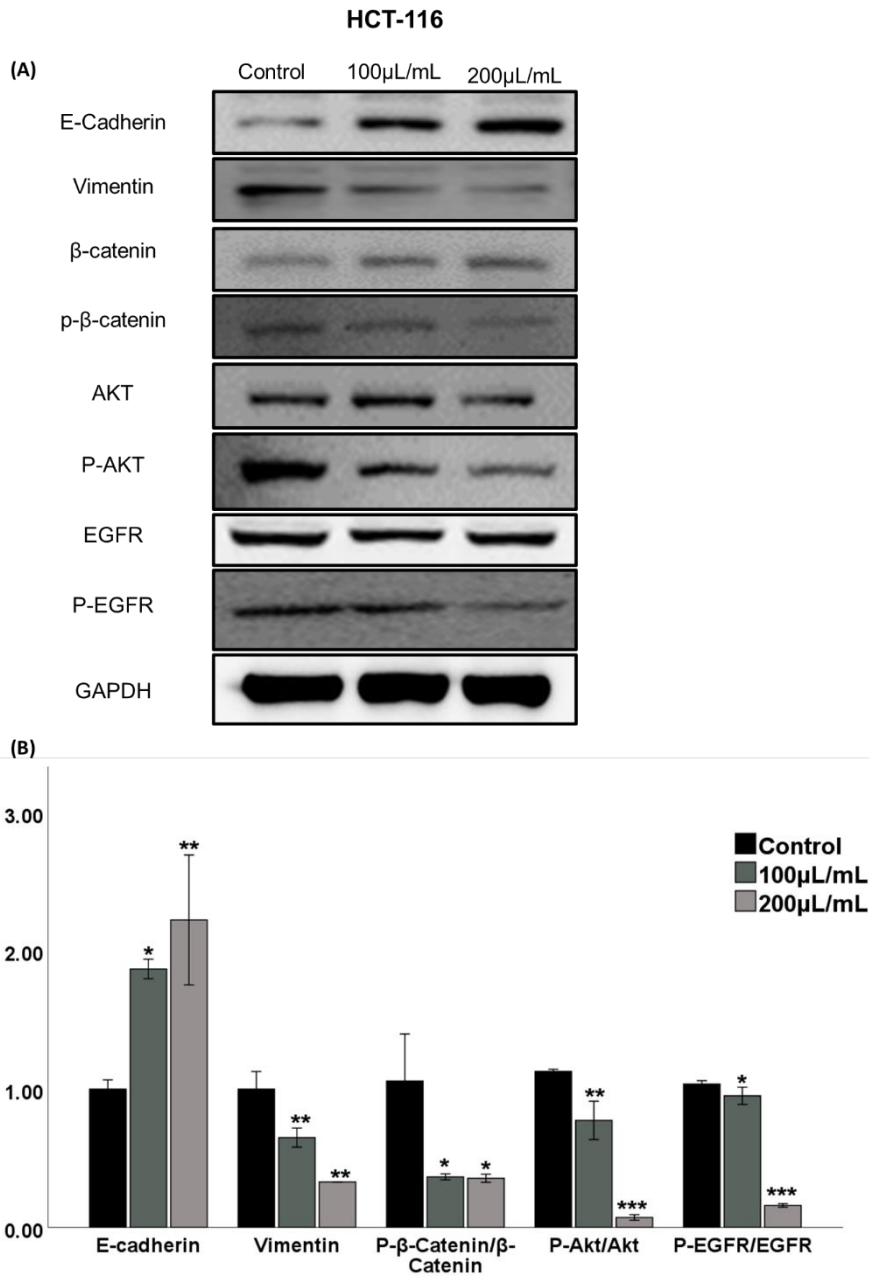 HCT-116
(A)
Control 100µL/mL 200µL/mL
E-Cadherin
Vimentin
β-catenin
p-β-catenin
AKT
P-AKT
EGFR
P-EGFR
GAPDH
(B)
3.00
2.00
1.00
0.00
* **
** **
* *
** ***
* ***
Control
100µL/mL
200µL/mL
E-cadherin Vimentin P-β-Catenin/β-
Catenin P-Akt/Akt P-EGFR/EGFR